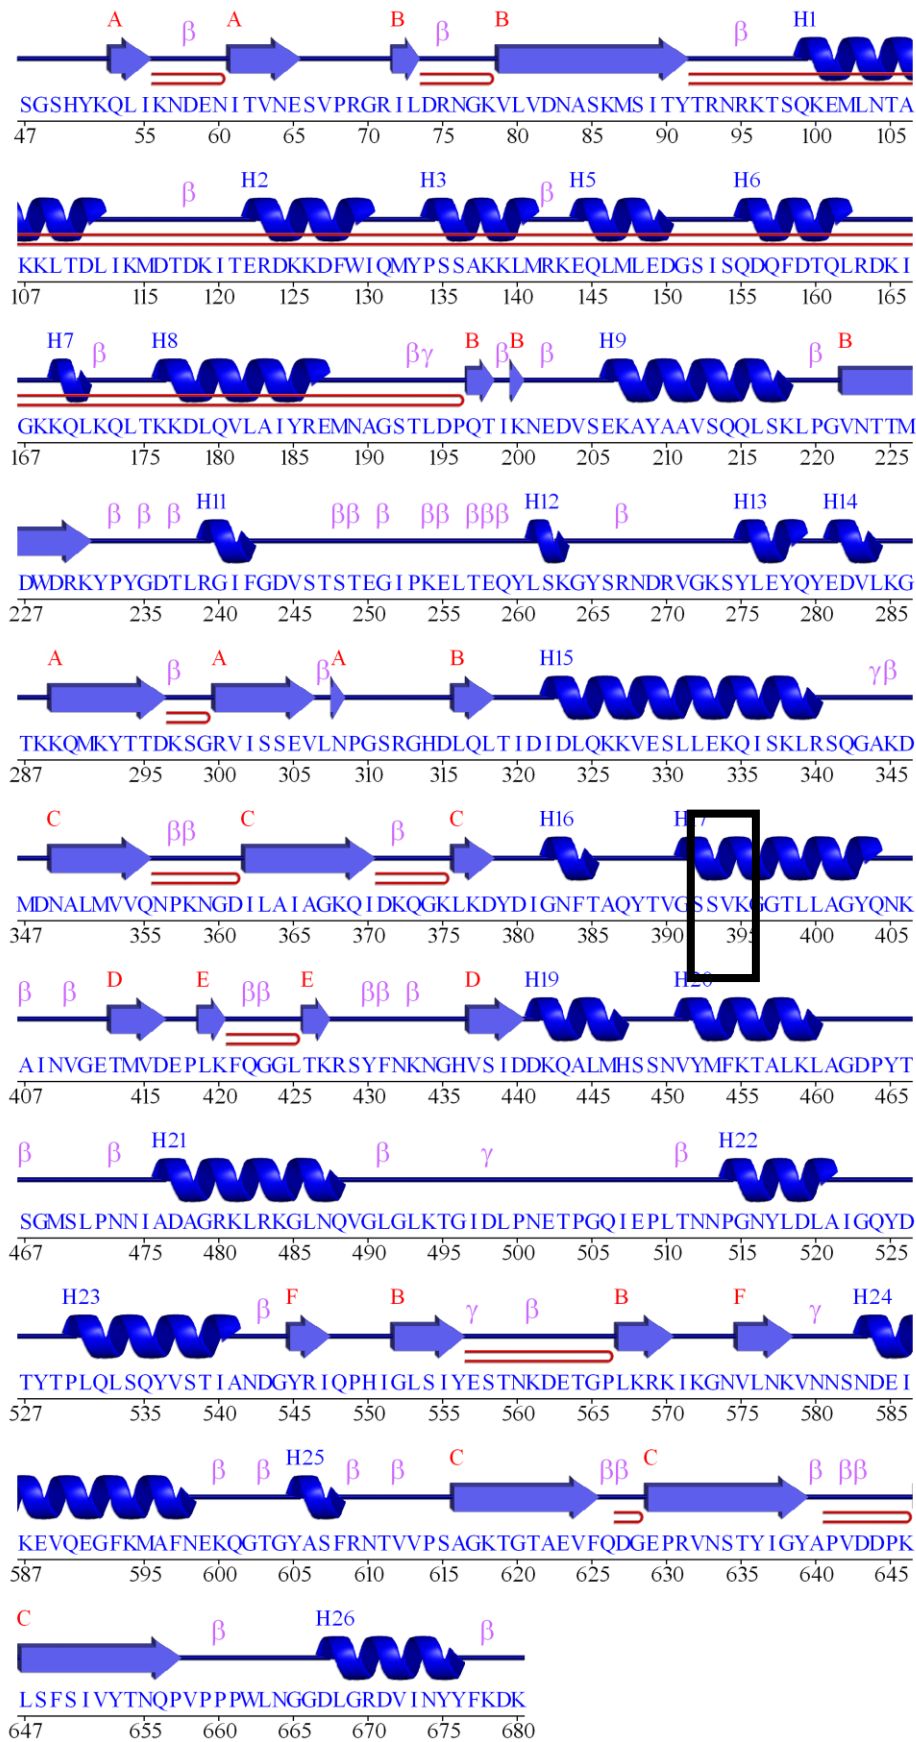 A β A B β B β H1
SGSHYKQLIKNDENITVNESVPRGRILDRNGKVLVDNASKMSITYTRNRKTSQKEMLNTA
47 55 60 65 70 75 80 85 90 95 100 105
β H2 H3 β H5 H6
KKLTDLIKMDTDKITERDKKDFWIQMYPSSAKKLMRKEQLMLEDGSISQDQFDTQLRDKI
107 115 120 125 130 135 140 145 150 155 160 165
H7 β H8 βγ B β B β H9 β B
GKKQLKQLTKKDLQVLAIYREMNAGSTLDPQTIKNEDVSEKAYAAVSQQLSKLPGVNTTM
167 175 180 185 190 195 200 205 210 215 220 225
β β β H11 ββ β ββ βββ H12 β H13 H14
DWDRKYPYGDTLRGIFGDVSTSTEGIPKELTEQYLSKGYSRNDRVGKSYLEYQYEDVLKG
227 235 240 245 250 255 260 265 270 275 280 285
A β A β A B H15 γβ
TKKQMKYTTDKSGRVISSEVLNPGSRGHDLQLTIDIDLQKKVESLLEKQISKLRSQGAKD
287 295 300 305 310 315 320 325 330 335 340 345
C ββ C β C H16 H17
MDNALMVVQNPKNGDILAIAGKQIDKQGKLKDYDIGNFTAQYTVGSSVKGGTLLAGYQNK
347 355 360 365 370 375 380 385 390 395 400 405
β β D E ββ E ββ β D H19 H20
AINVGETMVDEPLKFQGGLTKRSYFNKNGHVSIDDKQALMHSSNVYMFKTALKLAGDPYT
407 415 420 425 430 435 440 445 450 455 460 465
β β H21 β γ β H22
SGMSLPNNIADAGRKLRKGLNQVGLGLKTGIDLPNETPGQIEPLTNNPGNYLDLAIGQYD
467 475 480 485 490 495 500 505 510 515 520 525
H23 β F B γ β B F γ H24
TYTPLQLSQYVSTIANDGYRIQPHIGLSIYESTNKDETGPLKRKIKGNVLNKVNNSNDEI
527 535 540 545 550 555 560 565 570 575 580 585
β β H25 β β C ββ C β ββ
KEVQEGFKMAFNEKQGTGYASFRNTVVPSAGKTGTAEVFQDGEPRVNSTYIGYAPVDDPK
587 595 600 605 610 615 620 625 630 635 640 645
C β H26 β
LSFSIVYTNQPVPPPWLNGGDLGRDVINYYFKDK
647 655 660 665 670 675 680